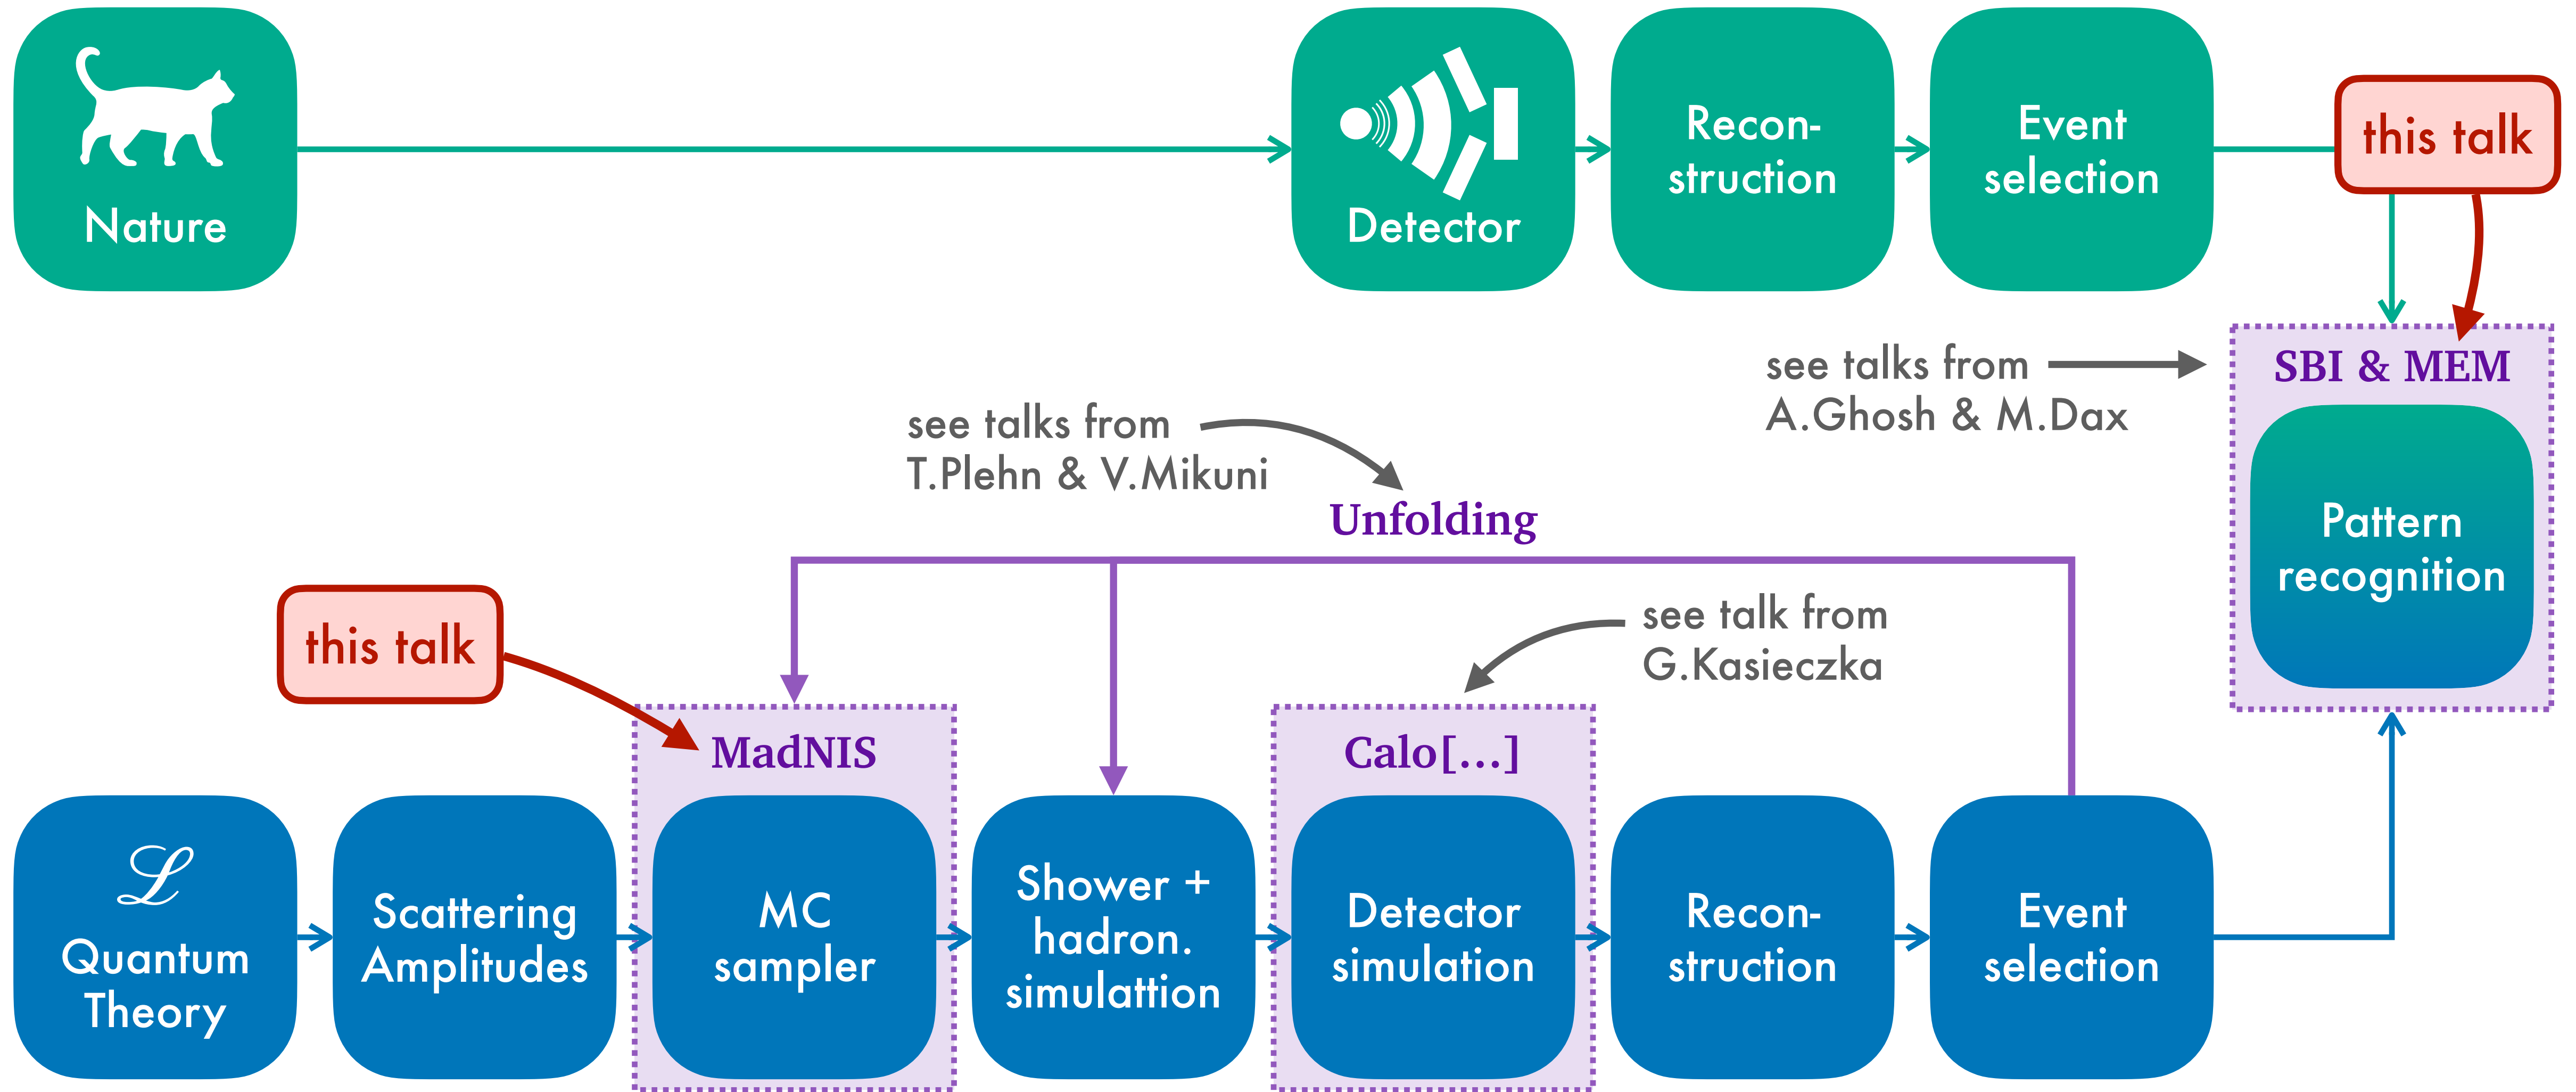 Nature
Detector
Recon-
struction
Event
selection
this talk
see talks from
A.Ghosh & M.Dax
SBI & MEM
Pattern
recognition
see talks from
T.Plehn & V.Mikuni
Unfolding
this talk
see talk from
G.Kasieczka
MadNIS
Calo[...]
ℒ
Quantum
Theory
Scattering
Amplitudes
MC
sampler
Shower +
hadron.
simulattion
Detector
simulation
Recon-
struction
Event
selection